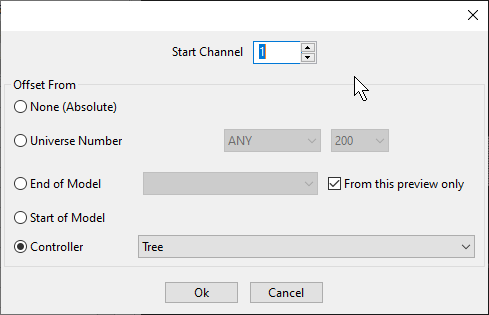 Start Channel 1
Offset From
None (Absolute)
Universe Number ANY 200
End of Model From this preview only
Start of Model
Controller Tree
Ok Cancel